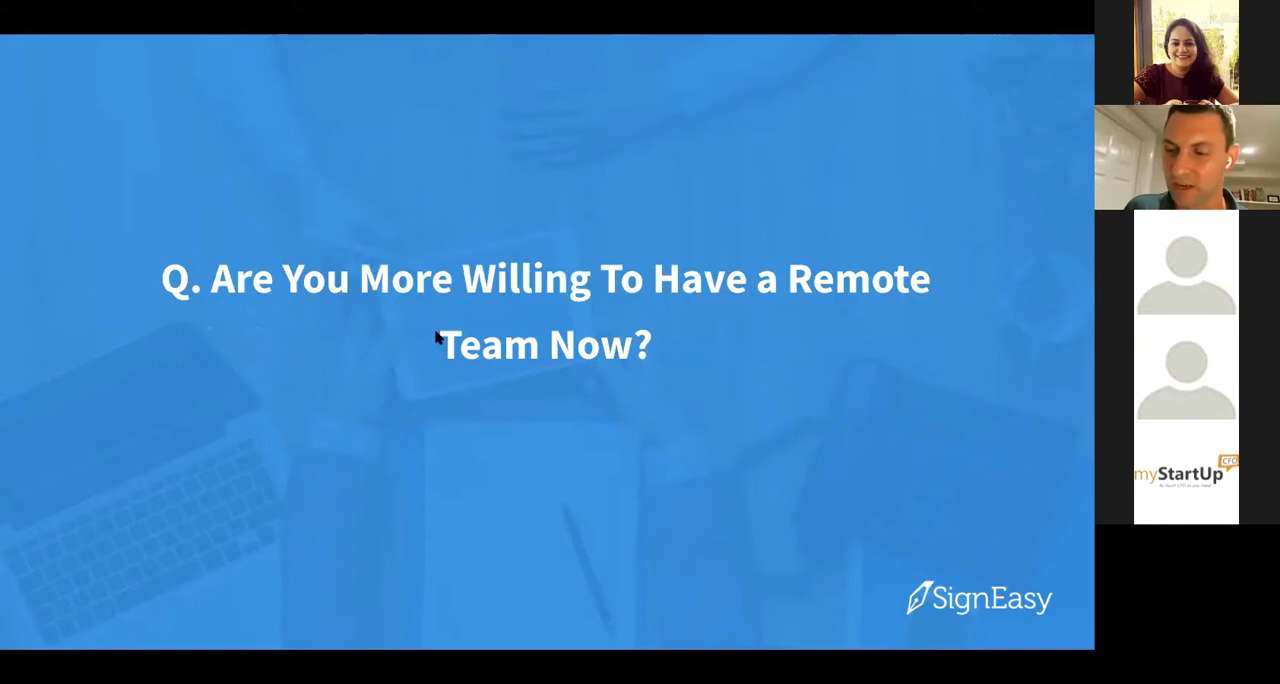 Q. Are You More Willing To Have a Remote
Team Now?
SignEasy
CFO
myStartUp